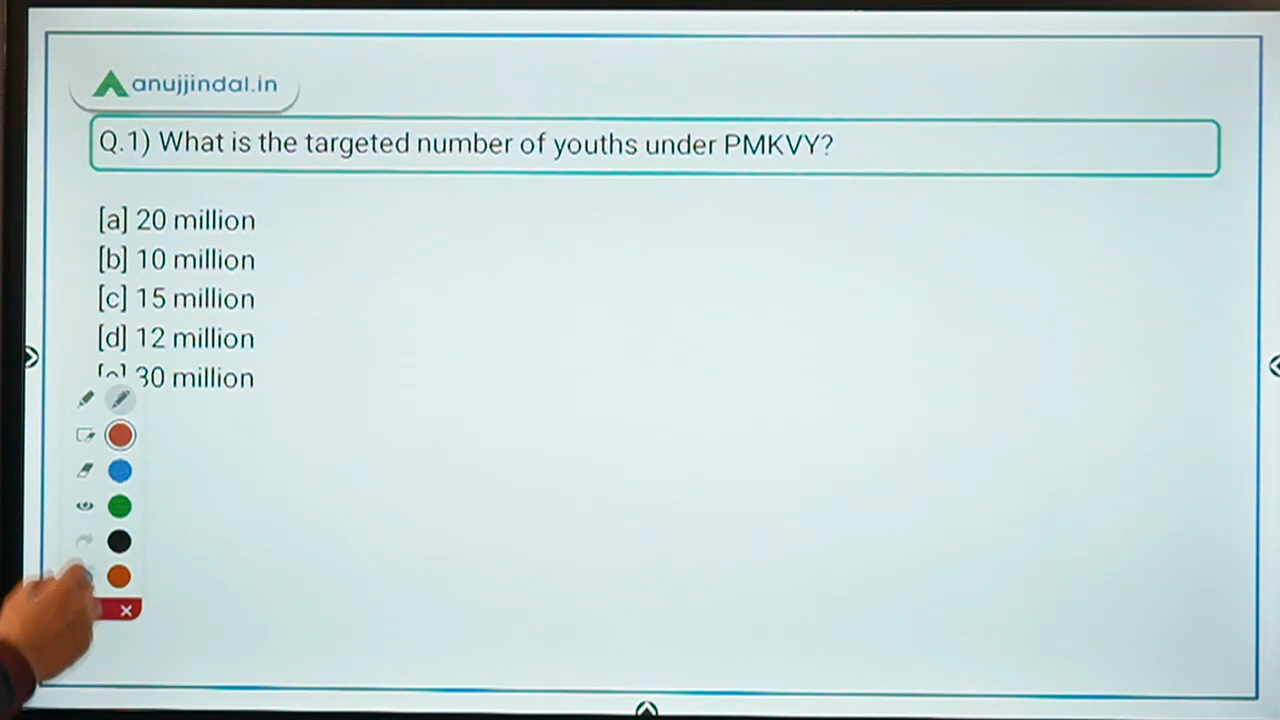 anujjindal.in
Q.1) What is the targeted number of youths under PMKVY?
[a] 20 million
[b] 10 million
[c] 15 million
[d] 12 million
30 million